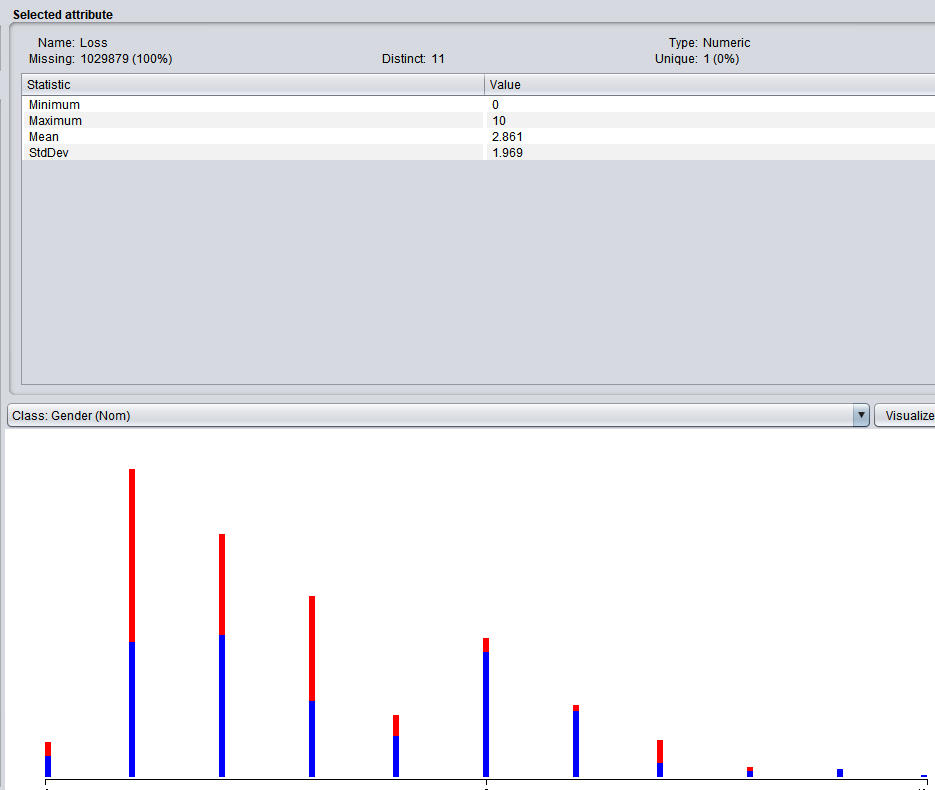 Selected attribute
Name: Loss Type: Numeric
Missing: 1029879 (100%) Distinct: 11 Unique: 1 (0%)
Statistic Value
Minimum 0
Maximum 10
Mean 2.861
StdDev 1.969
Class: Gender (Nom) Visualize